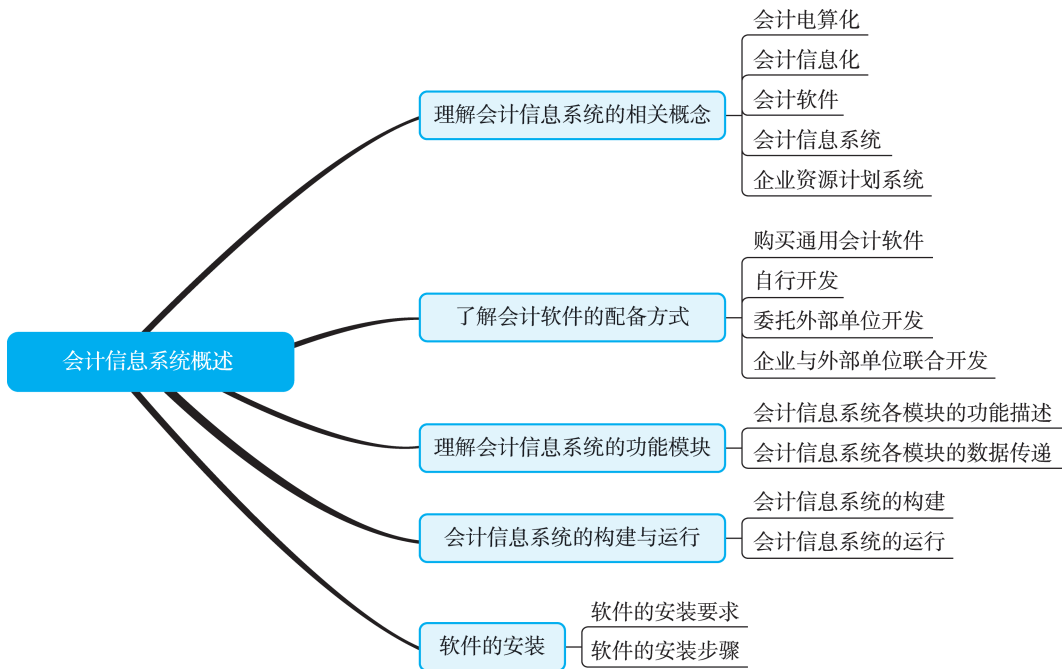 会计信息系统概述
理解会计信息系统的相关概念
会计电算化
会计信息化
会计软件
会计信息系统
企业资源计划系统
了解会计软件的配备方式
购买通用会计软件
自行开发
委托外部单位开发
企业与外部单位联合开发
理解会计信息系统的功能模块
会计信息系统各模块的功能描述
会计信息系统各模块的数据传递
会计信息系统的构建与运行
会计信息系统的构建
会计信息系统的运行
软件的安装
软件的安装要求
软件的安装步骤